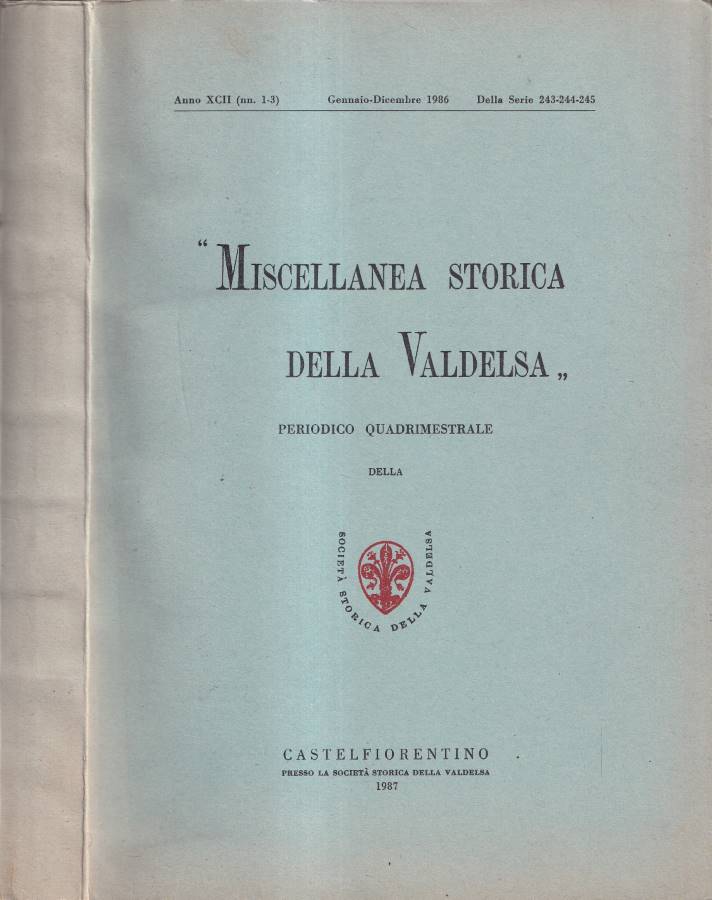 Anno XCII (nn. 1-3) Gennaio-Dicembre 1986 Della Serie 243-244-245
“ MISCELLANEA STORICA
DELLA VALDELSA „
PERIODICO QUADRIMESTRALE
DELLA
SOCIETÀ STORICA DELLA VALDELSA
CASTELFIORENTINO
PRESSO LA SOCIETÀ STORICA DELLA VALDELSA
1987